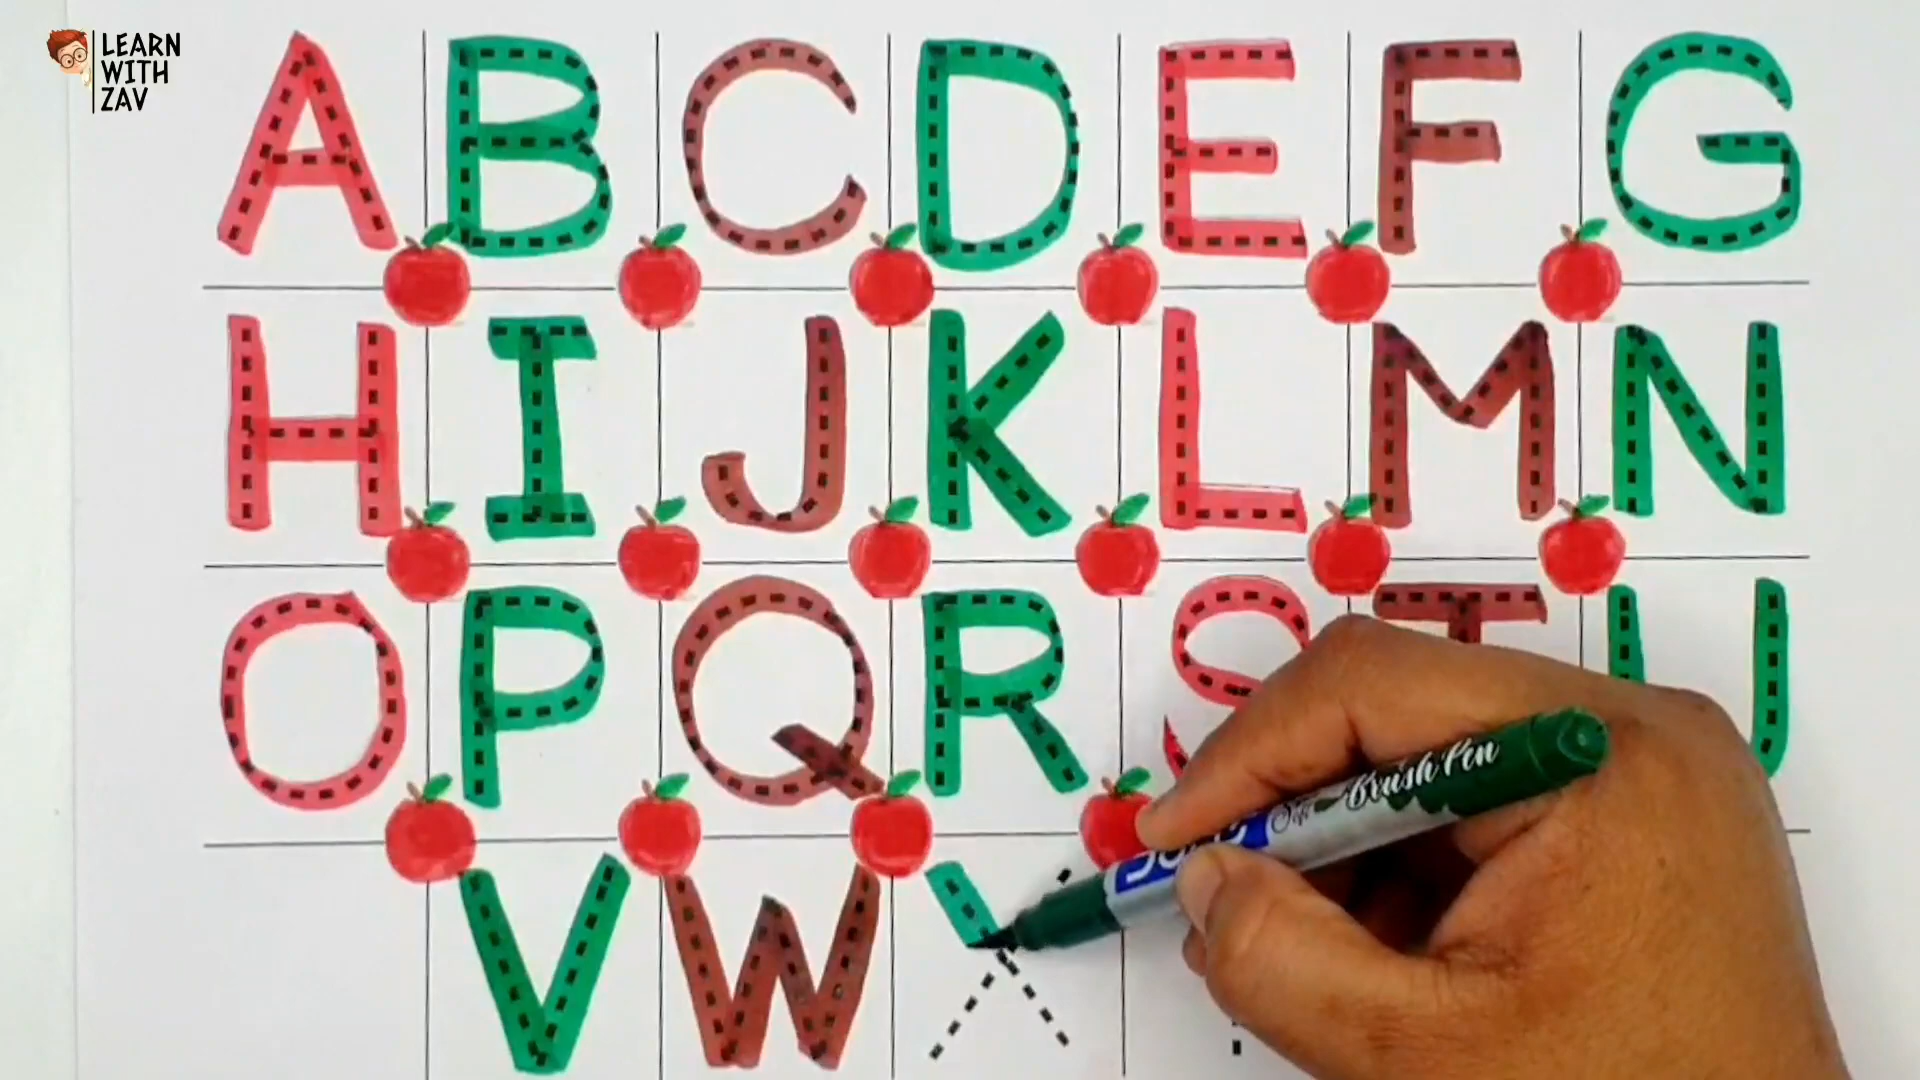 LEARN
WITH
ZAV
A B C D E F G
H I J K L M N
O P Q R S T U
V W X
Brush Pen